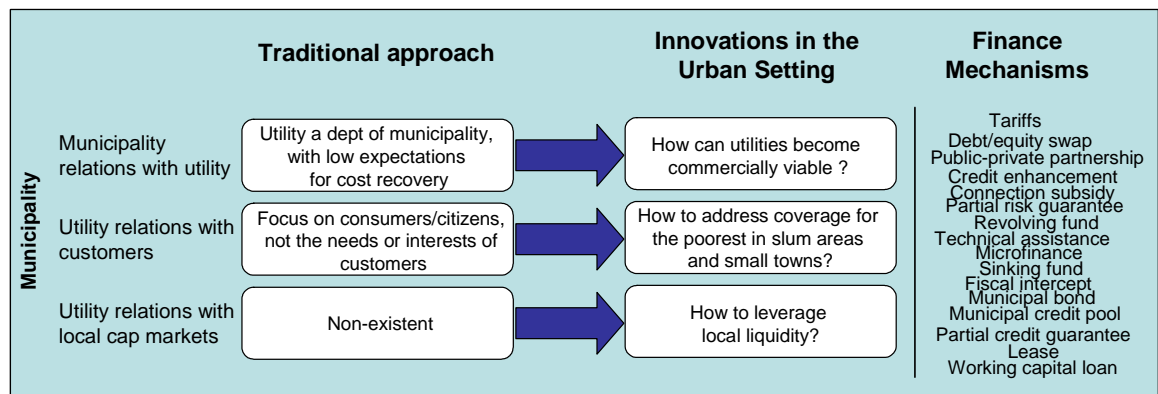 Traditional approach
Innovations in the
Urban Setting
Finance
Mechanisms
Municipality
Municipality
relations with utility
Utility a dept of municipality,
with low expectations
for cost recovery
How can utilities become
commercially viable ?
Utility relations with
customers
Focus on consumers/citizens,
not the needs or interests of
customers
How to address coverage for
the poorest in slum areas
and small towns?
Utility relations with
local cap markets
Non-existent
How to leverage
local liquidity?
Tariffs
Debt/equity swap
Public-private partnership
Credit enhancement
Connection subsidy
Partial risk guarantee
Revolving fund
Technical assistance
Microfinance
Sinking fund
Fiscal intercept
Municipal bond
Municipal credit pool
Partial credit guarantee
Lease
Working capital loan